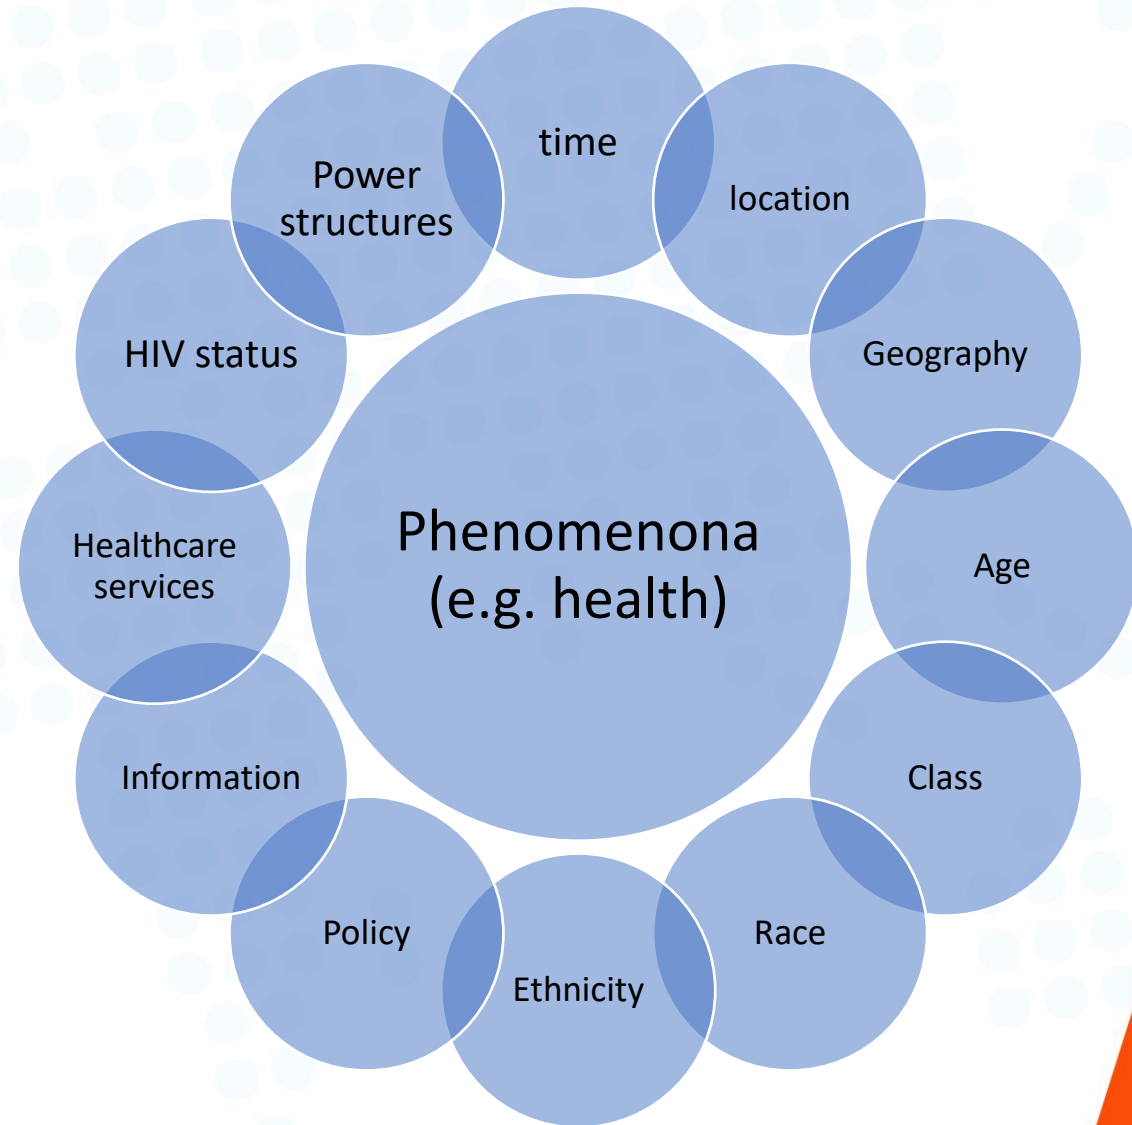 time
location
Geography
Age
Class
Race
Ethnicity
Policy
Information
Healthcare
services
HIV status
Power
structures
Phenomenona
(e.g. health)